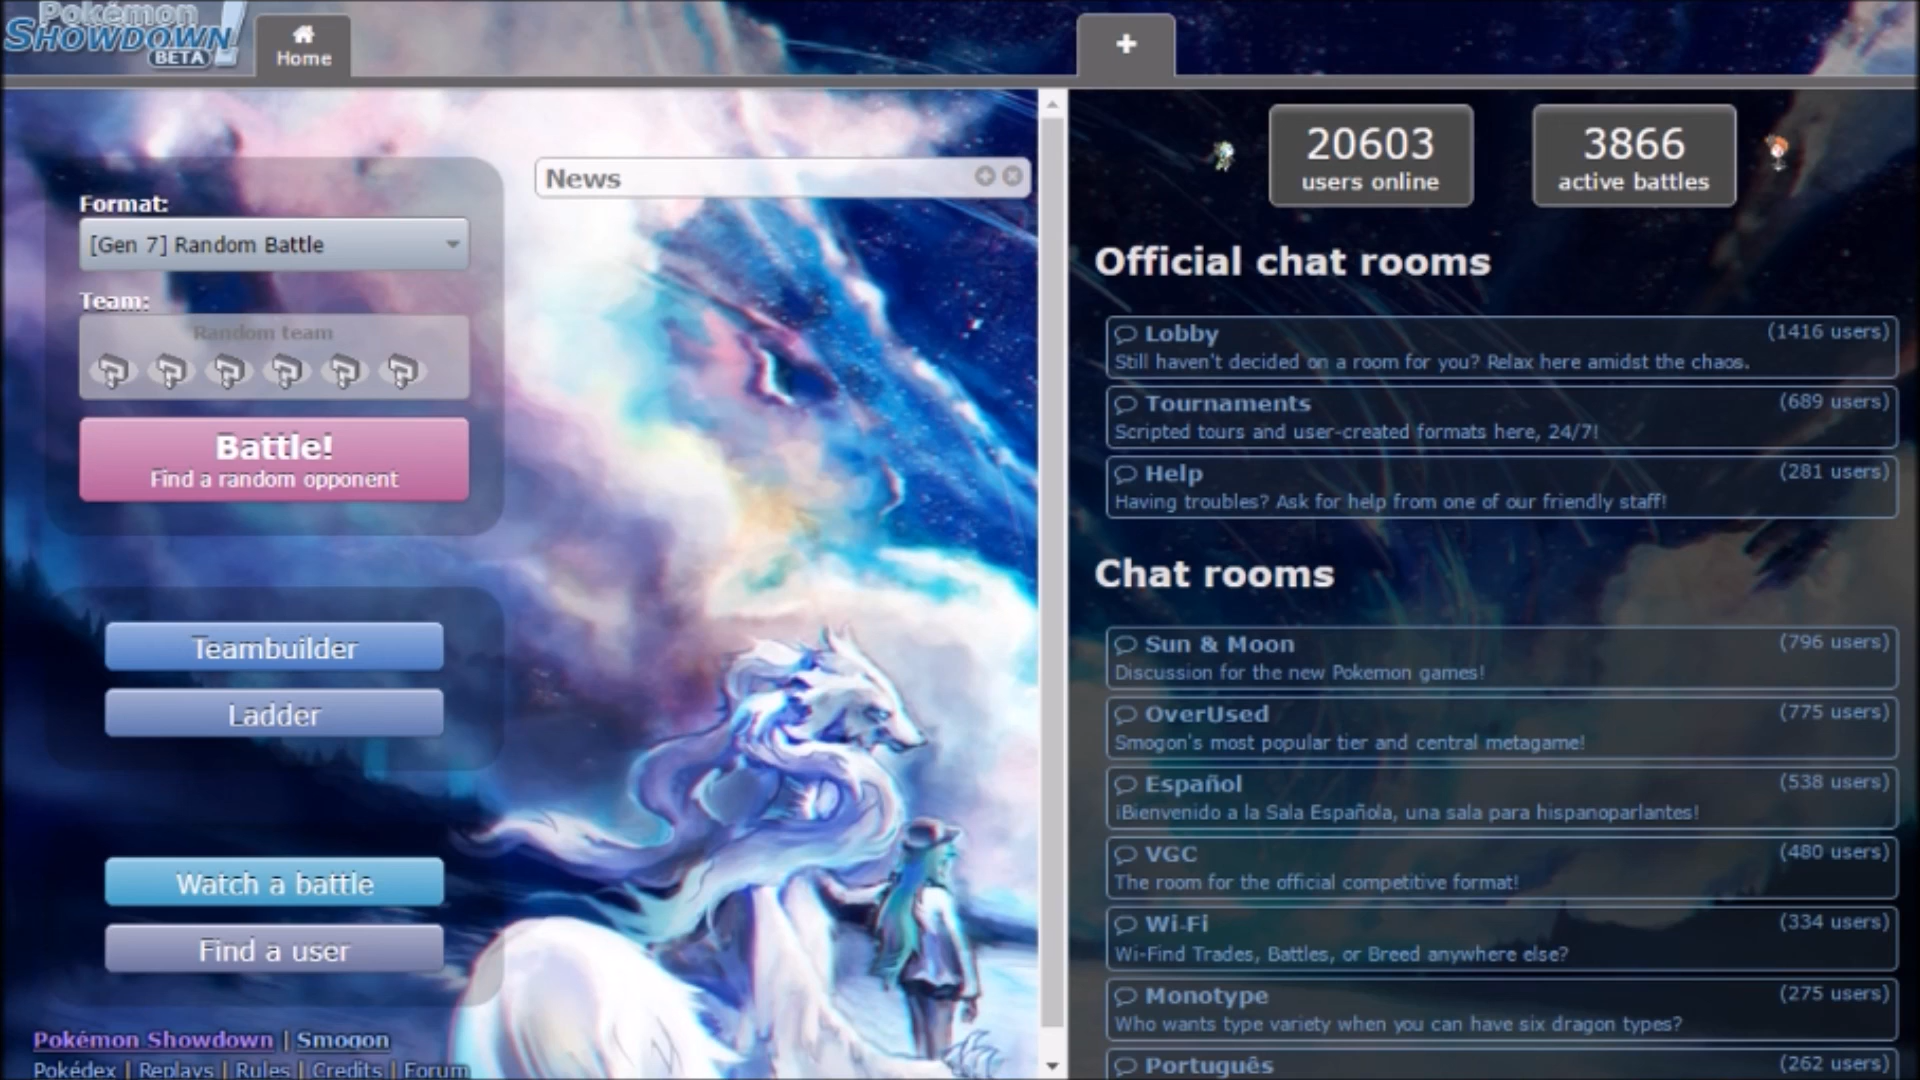 Pokémon
SHOWDOWN!
BETA
Home
+
Format:
[Gen 7] Random Battle
Team:
Random team
? ? ? ? ? ?
Battle!
Find a random opponent
Teambuilder
Ladder
Watch a battle
Find a user
Pokémon Showdown | Smogon
Pokédex | Replays | Rules | Credits | Forum
News
20603
users online
3866
active battles
Official chat rooms
Lobby (1416 users)
Still haven't decided on a room for you? Relax here amidst the chaos.
Tournaments (689 users)
Scripted tours and user-created formats here, 24/7!
Help (281 users)
Having troubles? Ask for help from one of our friendly staff!
Chat rooms
Sun & Moon (796 users)
Discussion for the new Pokemon games!
OverUsed (775 users)
Smogon's most popular tier and central metagame!
Español (538 users)
¡Bienvenido a la Sala Española, una sala para hispanoparlantes!
VGC (480 users)
The room for the official competitive format!
Wi-Fi (334 users)
Wi-Find Trades, Battles, or Breed anywhere else?
Monotype (275 users)
Who wants type variety when you can have six dragon types?
Português (262 users)